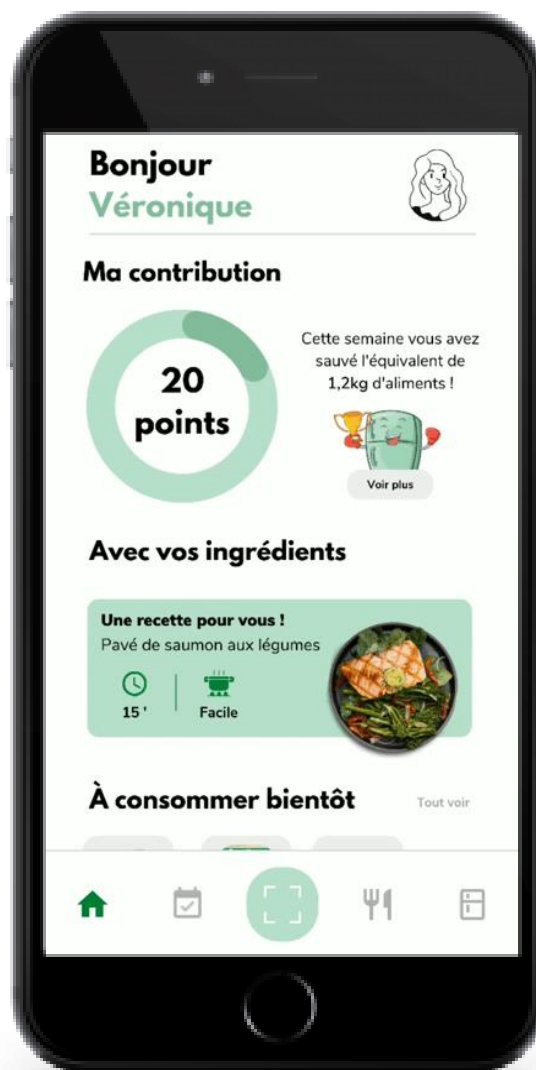 Bonjour
Véronique
Ma contribution
20
points
Cette semaine vous avez
sauvé l'équivalent de
1,2kg d'aliments !
Voir plus
Avec vos ingrédients
Une recette pour vous !
Pavé de saumon aux légumes
15 '
Facile
À consommer bientôt
Tout voir